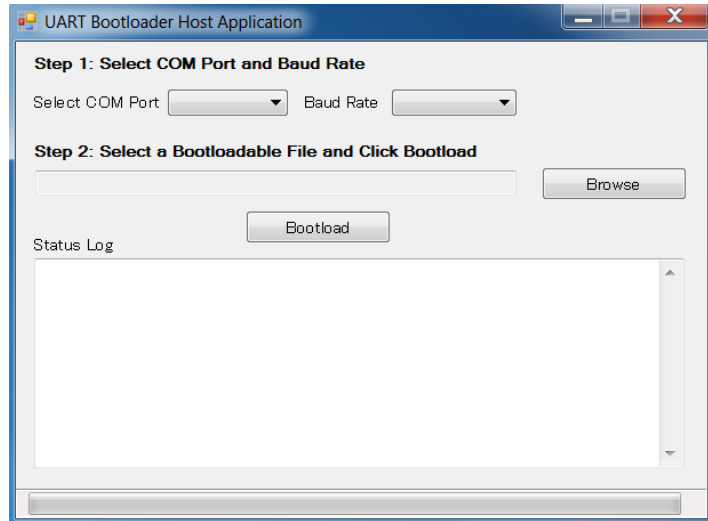 UART Bootloader Host Application
Step 1: Select COM Port and Baud Rate
Select COM Port Baud Rate
Step 2: Select a Bootloadable File and Click Bootload
Browse
Bootload
Status Log